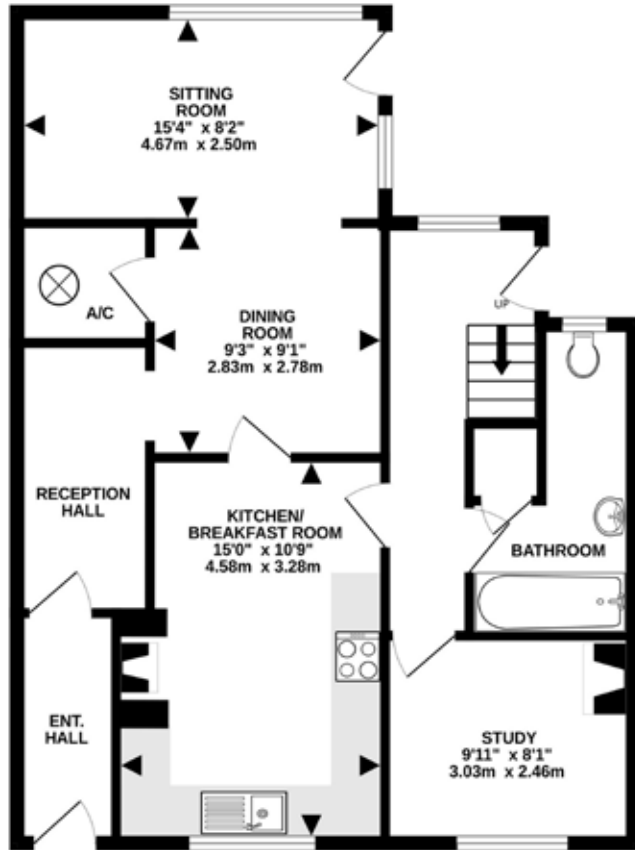 SITTING
ROOM
15'4" x 8'2"
4.67m x 2.50m
A/C
UP
DINING
ROOM
9'3" x 9'1"
2.83m x 2.78m
RECEPTION
HALL
KITCHEN/
BREAKFAST ROOM
15'0" x 10'9"
4.58m x 3.28m
BATHROOM
ENT.
HALL
STUDY
9'11" x 8'1"
3.03m x 2.46m